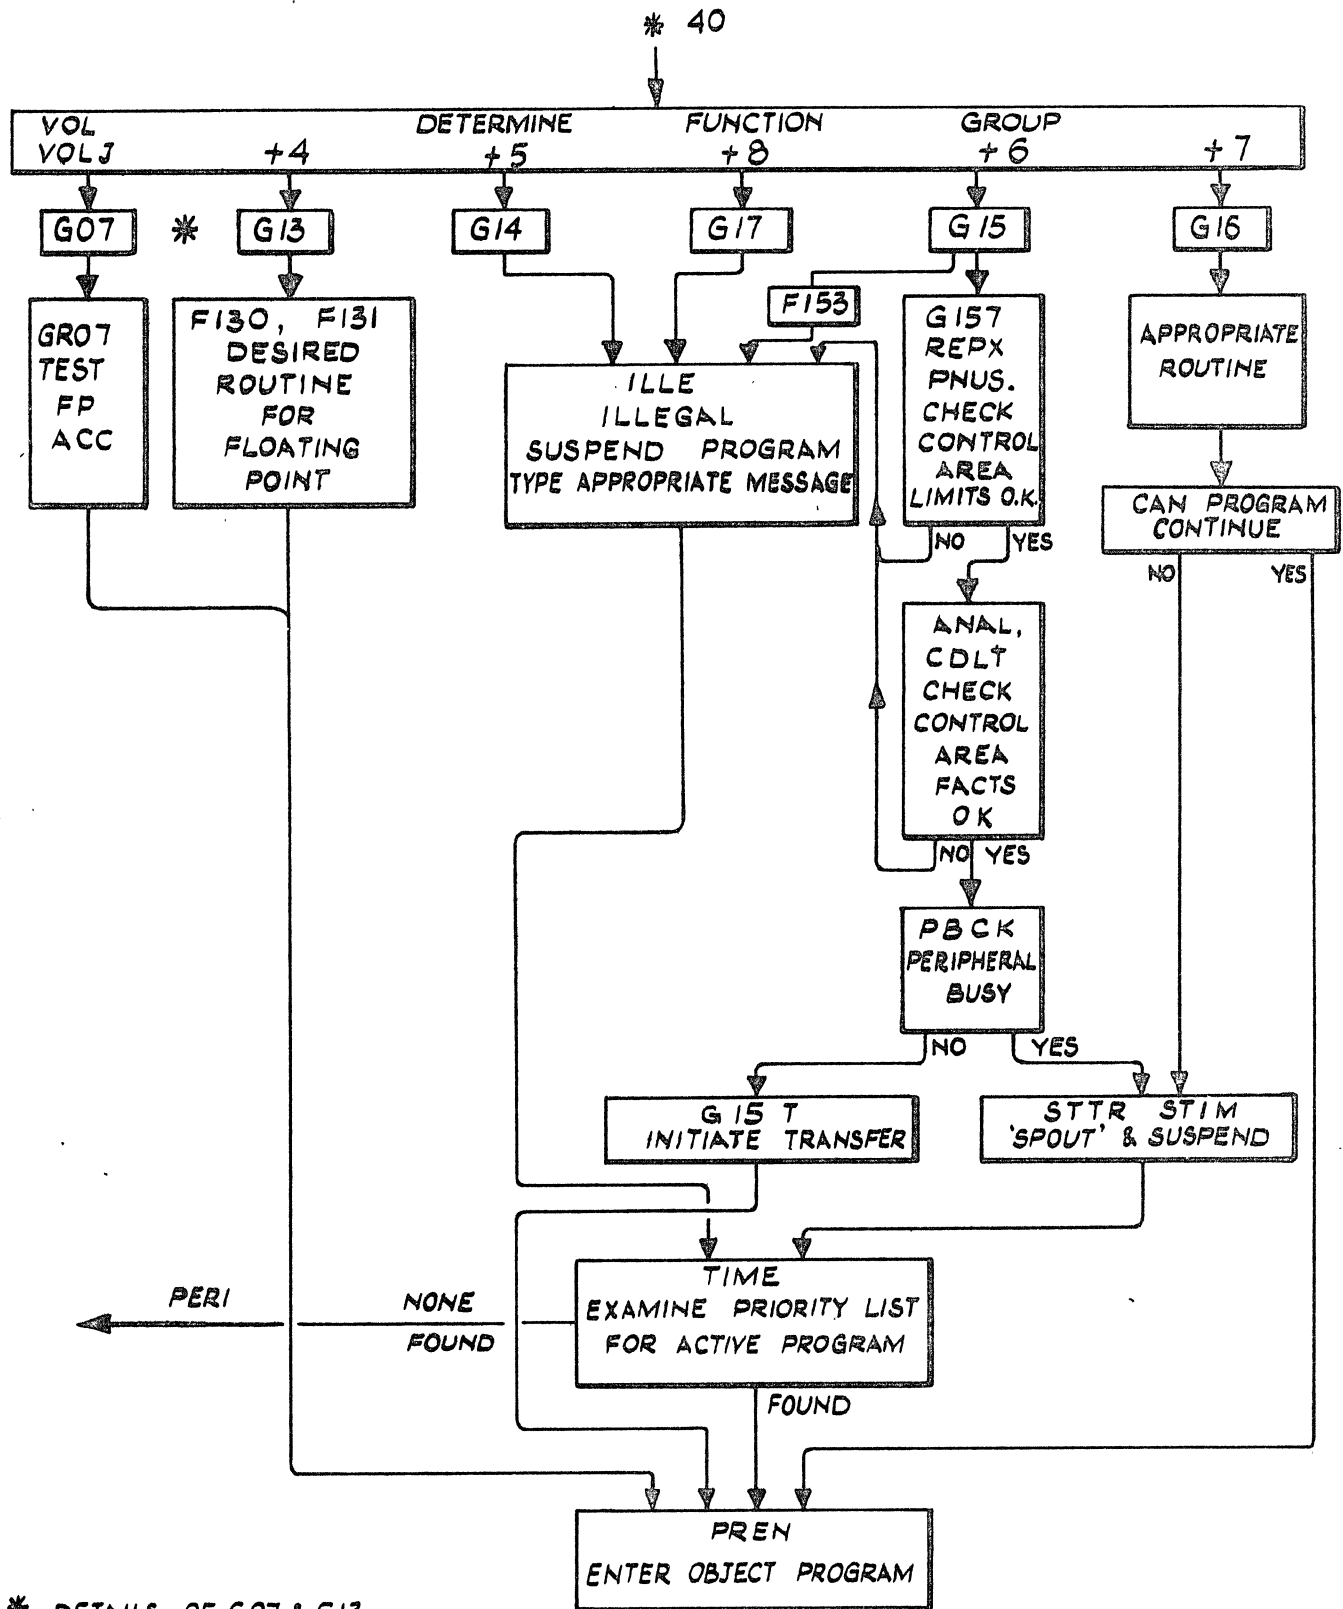 * 40
VOL DETERMINE FUNCTION GROUP
VOLJ +4 +5 +8 +6 +7
G07 * G13 G14 G17 G15 G16
F153
GR07
TEST
FP
ACC
F130, F131
DESIRED
ROUTINE
FOR
FLOATING
POINT
ILLE
ILLEGAL
SUSPEND PROGRAM
TYPE APPROPRIATE MESSAGE
G157
REPX
PNUS.
CHECK
CONTROL
AREA
LIMITS O.K.
NO YES
APPROPRIATE
ROUTINE
CAN PROGRAM
CONTINUE
NO YES
ANAL,
CDLT
CHECK
CONTROL
AREA
FACTS
OK
NO YES
PBCK
PERIPHERAL
BUSY
NO YES
G15 T
INITIATE TRANSFER
STTR STIM
'SPOUT' & SUSPEND
TIME
EXAMINE PRIORITY LIST
FOR ACTIVE PROGRAM
PERI NONE
FOUND
FOUND
PREN
ENTER OBJECT PROGRAM
* DETAILS OF G07 & G13